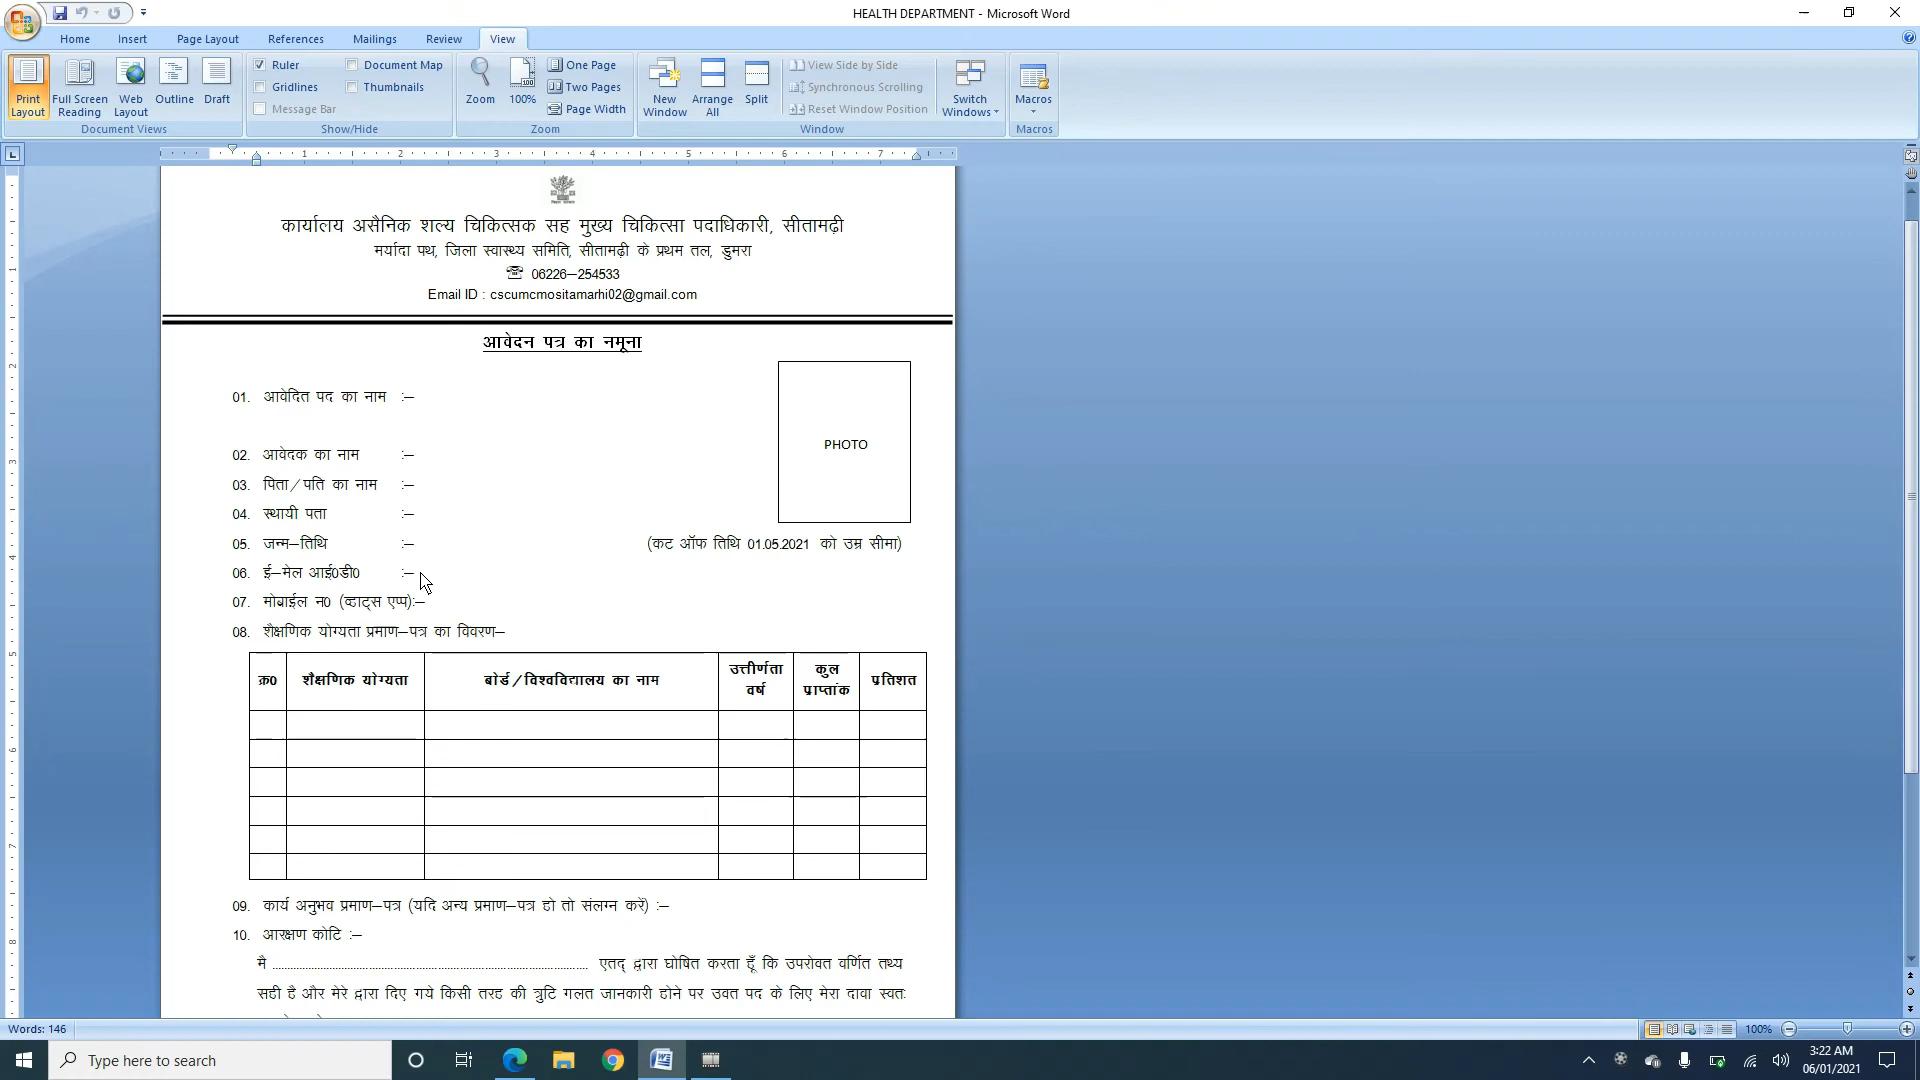 HEALTH DEPARTMENT - Microsoft Word
Home Insert Page Layout References Mailings Review View
Print Layout
Full Screen Reading
Web Layout
Outline
Draft
Document Views
Ruler
Gridlines
Message Bar
Document Map
Thumbnails
Show/Hide
Zoom
100%
One Page
Two Pages
Page Width
Zoom
New Window
Arrange All
Split
View Side by Side
Synchronous Scrolling
Reset Window Position
Window
Switch Windows
Macros
Macros
1 2 3 4 5 6 7
कार्यालय असैनिक शल्य चिकित्सक सह मुख्य चिकित्सा पदाधिकारी, सीतामढ़ी
मर्यादा पथ, जिला स्वास्थ्य समिति, सीतामढ़ी के प्रथम तल, डुमरा
☏ 06226–254533
Email ID : cscumcmositamarhi02@gmail.com
आवेदन पत्र का नमूना
01. आवेदित पद का नाम :–
PHOTO
02. आवेदक का नाम :–
03. पिता/पति का नाम :–
04. स्थायी पता :–
05. जन्म–तिथि :– (कट ऑफ तिथि 01.05.2021 को उम्र सीमा)
06. ई–मेल आई0डी0 :–
07. मोबाईल न0 (व्हाट्स एप्प):–
08. शैक्षणिक योग्यता प्रमाण–पत्र का विवरण–
क्र0 शैक्षणिक योग्यता बोर्ड/विश्वविद्यालय का नाम उत्तीर्णता वर्ष कुल प्राप्तांक प्रतिशत
09. कार्य अनुभव प्रमाण–पत्र (यदि अन्य प्रमाण–पत्र हो तो संलग्न करें) :–
10. आरक्षण कोटि :–
मै ........................................................ एतद् द्वारा घोषित करता हूँ कि उपरोक्त वर्णित तथ्य
सही है और मेरे द्वारा दिए गये किसी तरह की त्रुटि गलत जानकारी होने पर उक्त पद के लिए मेरा दावा स्वतः
Words: 146
100%
Type here to search
3:22 AM
06/01/2021